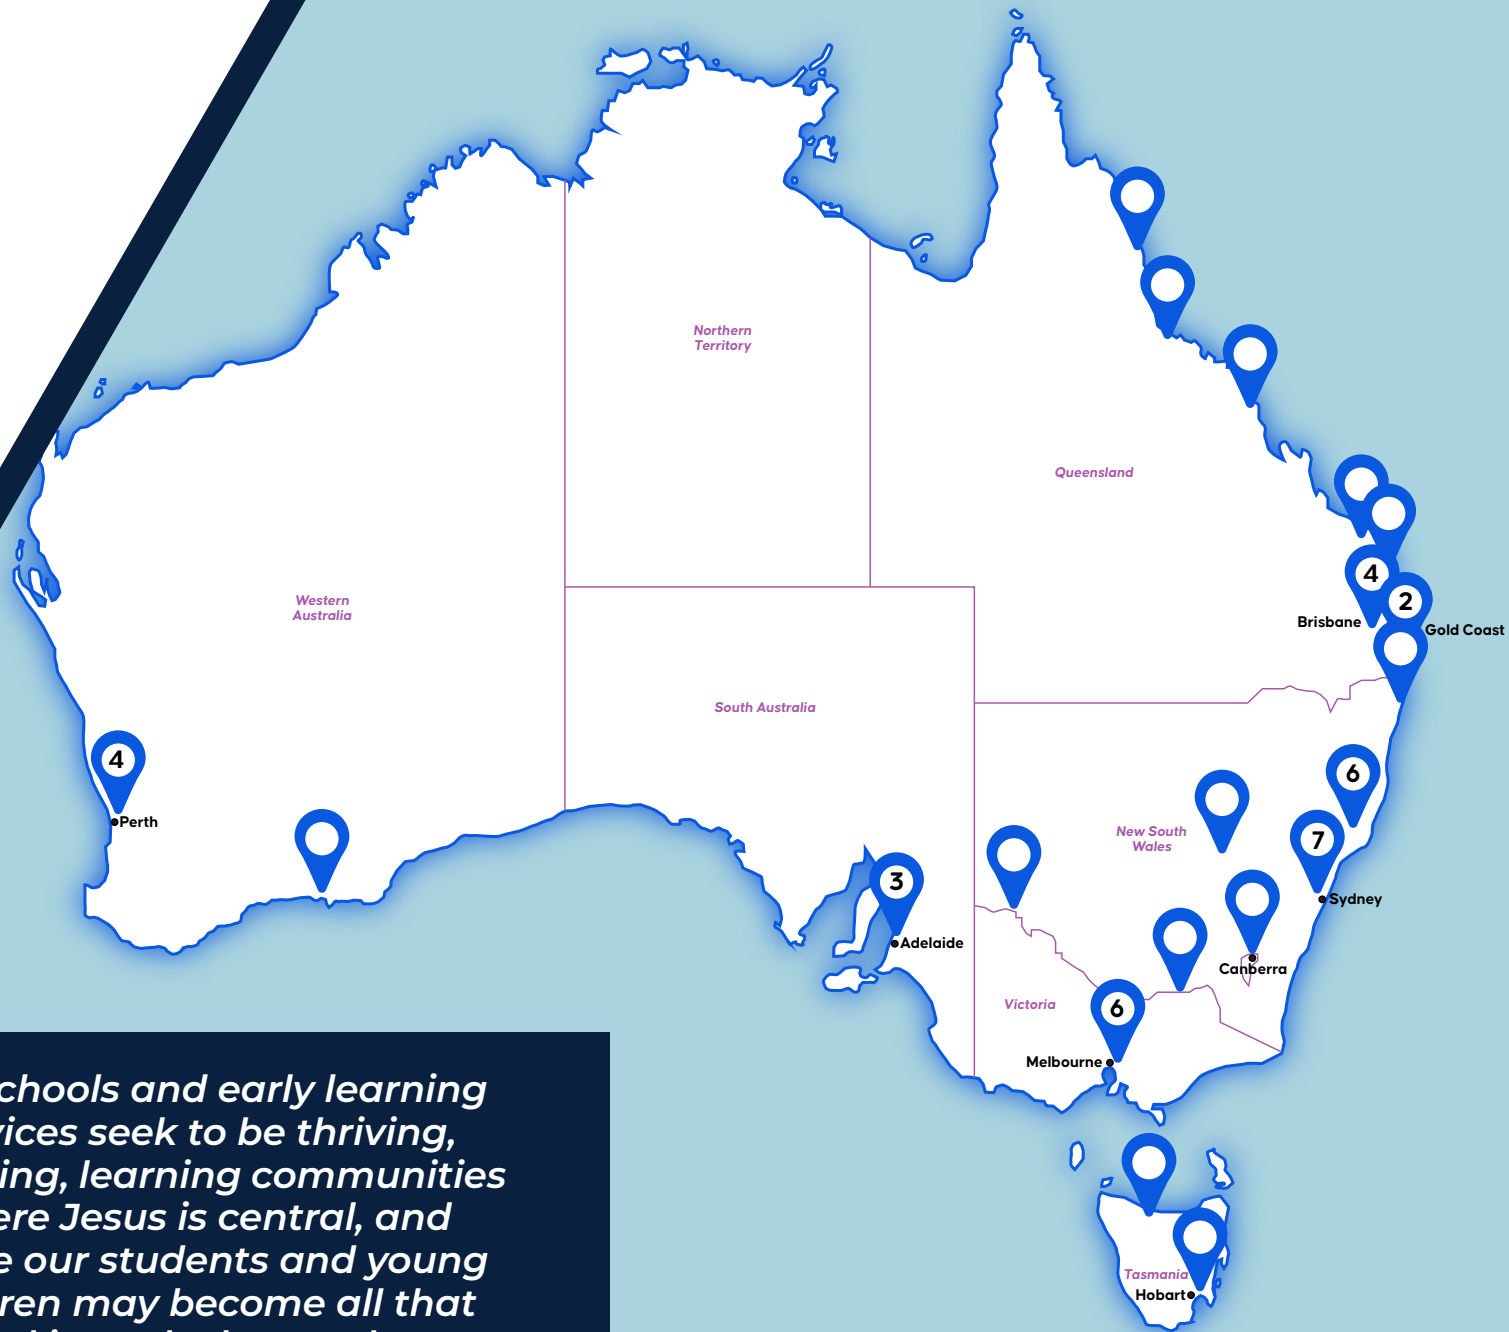 Northern
Territory
Queensland
Western
Australia
4
2
Brisbane
Gold Coast
South Australia
4
Perth
6
7
New South
Wales
Sydney
3
Adelaide
Canberra
Victoria
6
Melbourne
Tasmania
Hobart
chools and early learning
vices seek to be thriving,
ing, learning communities
ere Jesus is central, and
e our students and young
ren may become all that